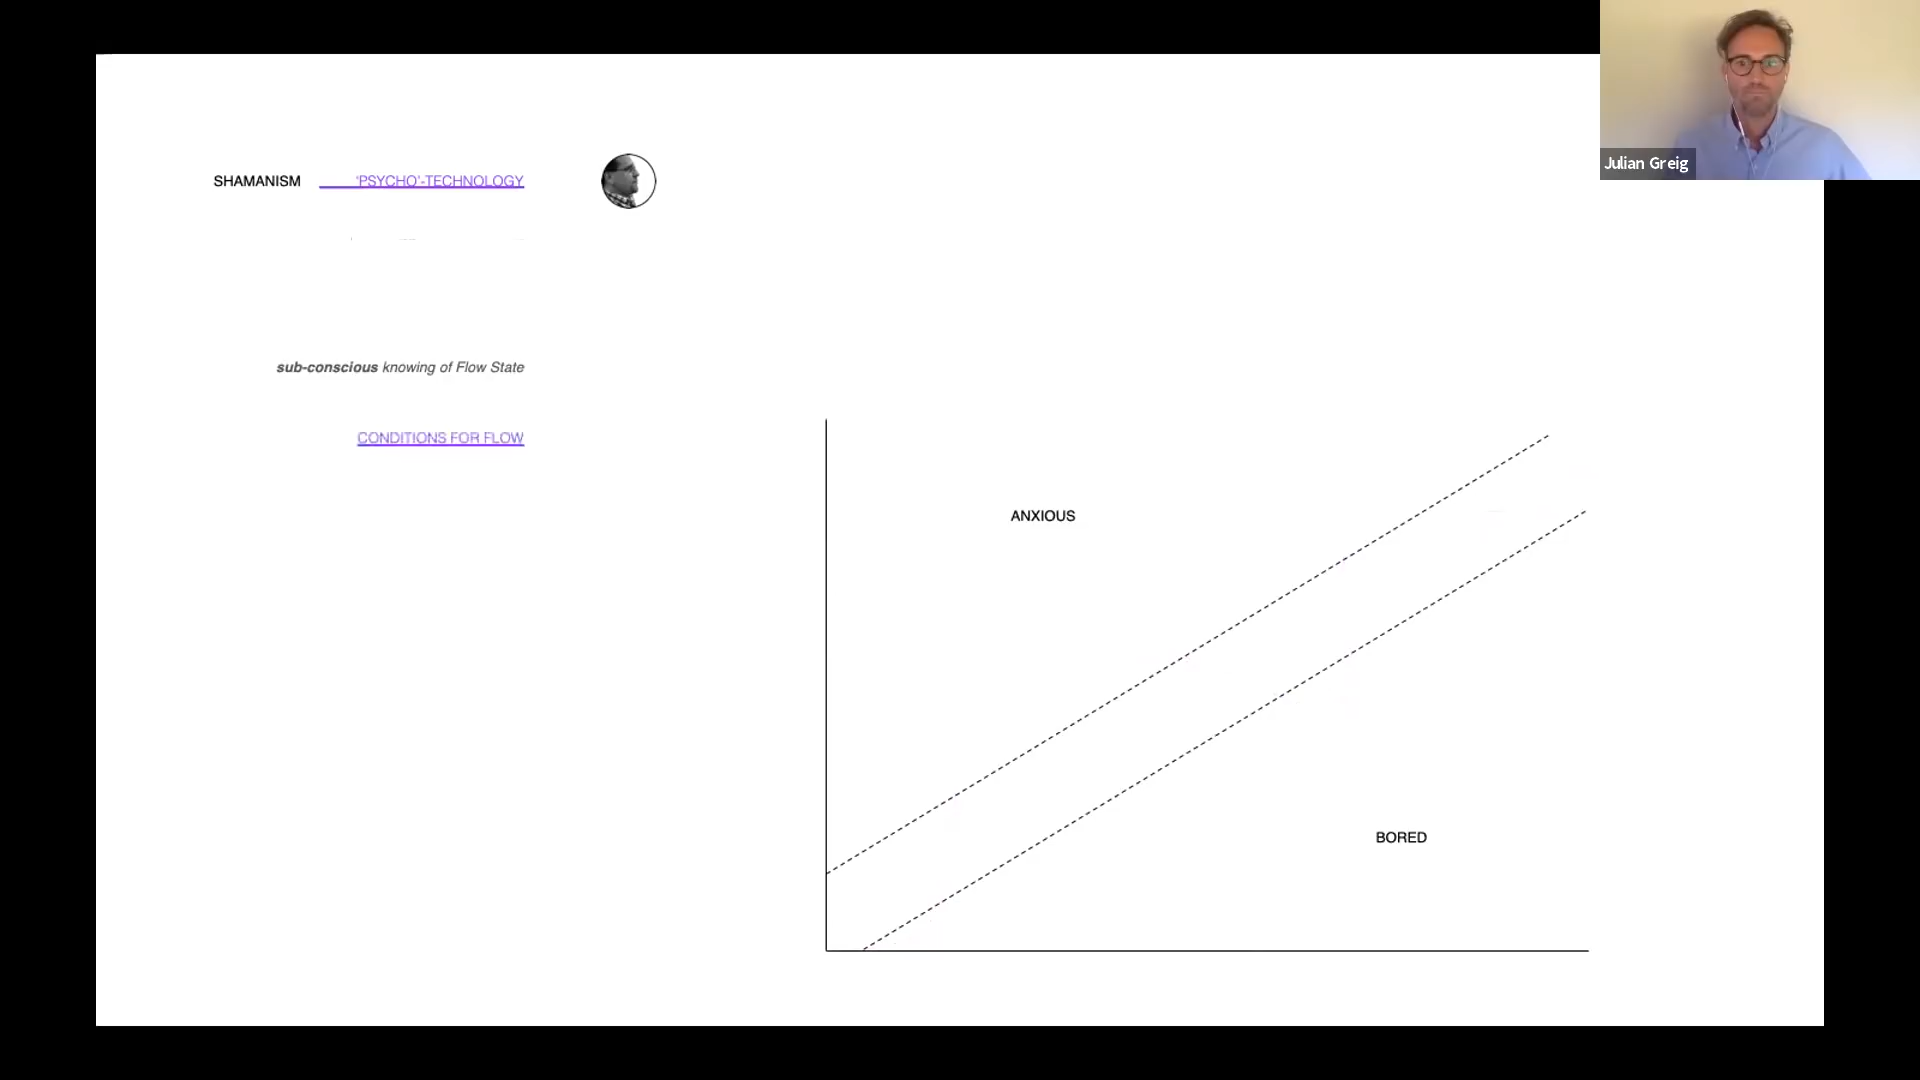 Julian Greig
SHAMANISM 'PSYCHO'-TECHNOLOGY
sub-conscious knowing of Flow State
CONDITIONS FOR FLOW
ANXIOUS
BORED